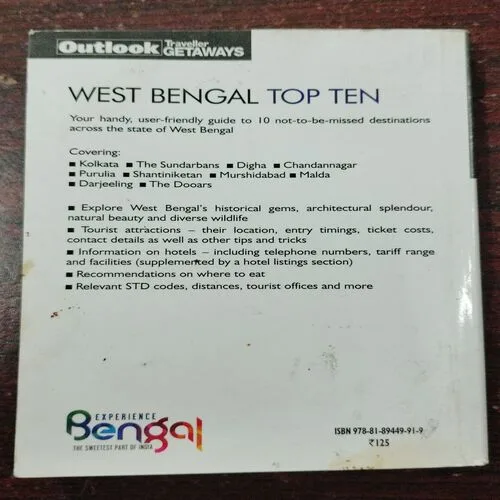 Outlook Traveller GETAWAYS
WEST BENGAL TOP TEN
Your handy, user-friendly guide to 10 not-to-be-missed destinations
across the state of West Bengal
Covering:
■ Kolkata ■ The Sundarbans ■ Digha ■ Chandannagar
■ Purulia ■ Shantiniketan ■ Murshidabad ■ Malda
■ Darjeeling ■ The Dooars
■ Explore West Bengal's historical gems, architectural splendour,
natural beauty and diverse wildlife
■ Tourist attractions – their location, entry timings, ticket costs,
contact details as well as other tips and tricks
■ Information on hotels – including telephone numbers, tariff range
and facilities (supplemented by a hotel listings section)
■ Recommendations on where to eat
■ Relevant STD codes, distances, tourist offices and more
EXPERIENCE
Bengal
THE SWEETEST PART OF INDIA
ISBN 978-81-89449-91-9
₹125